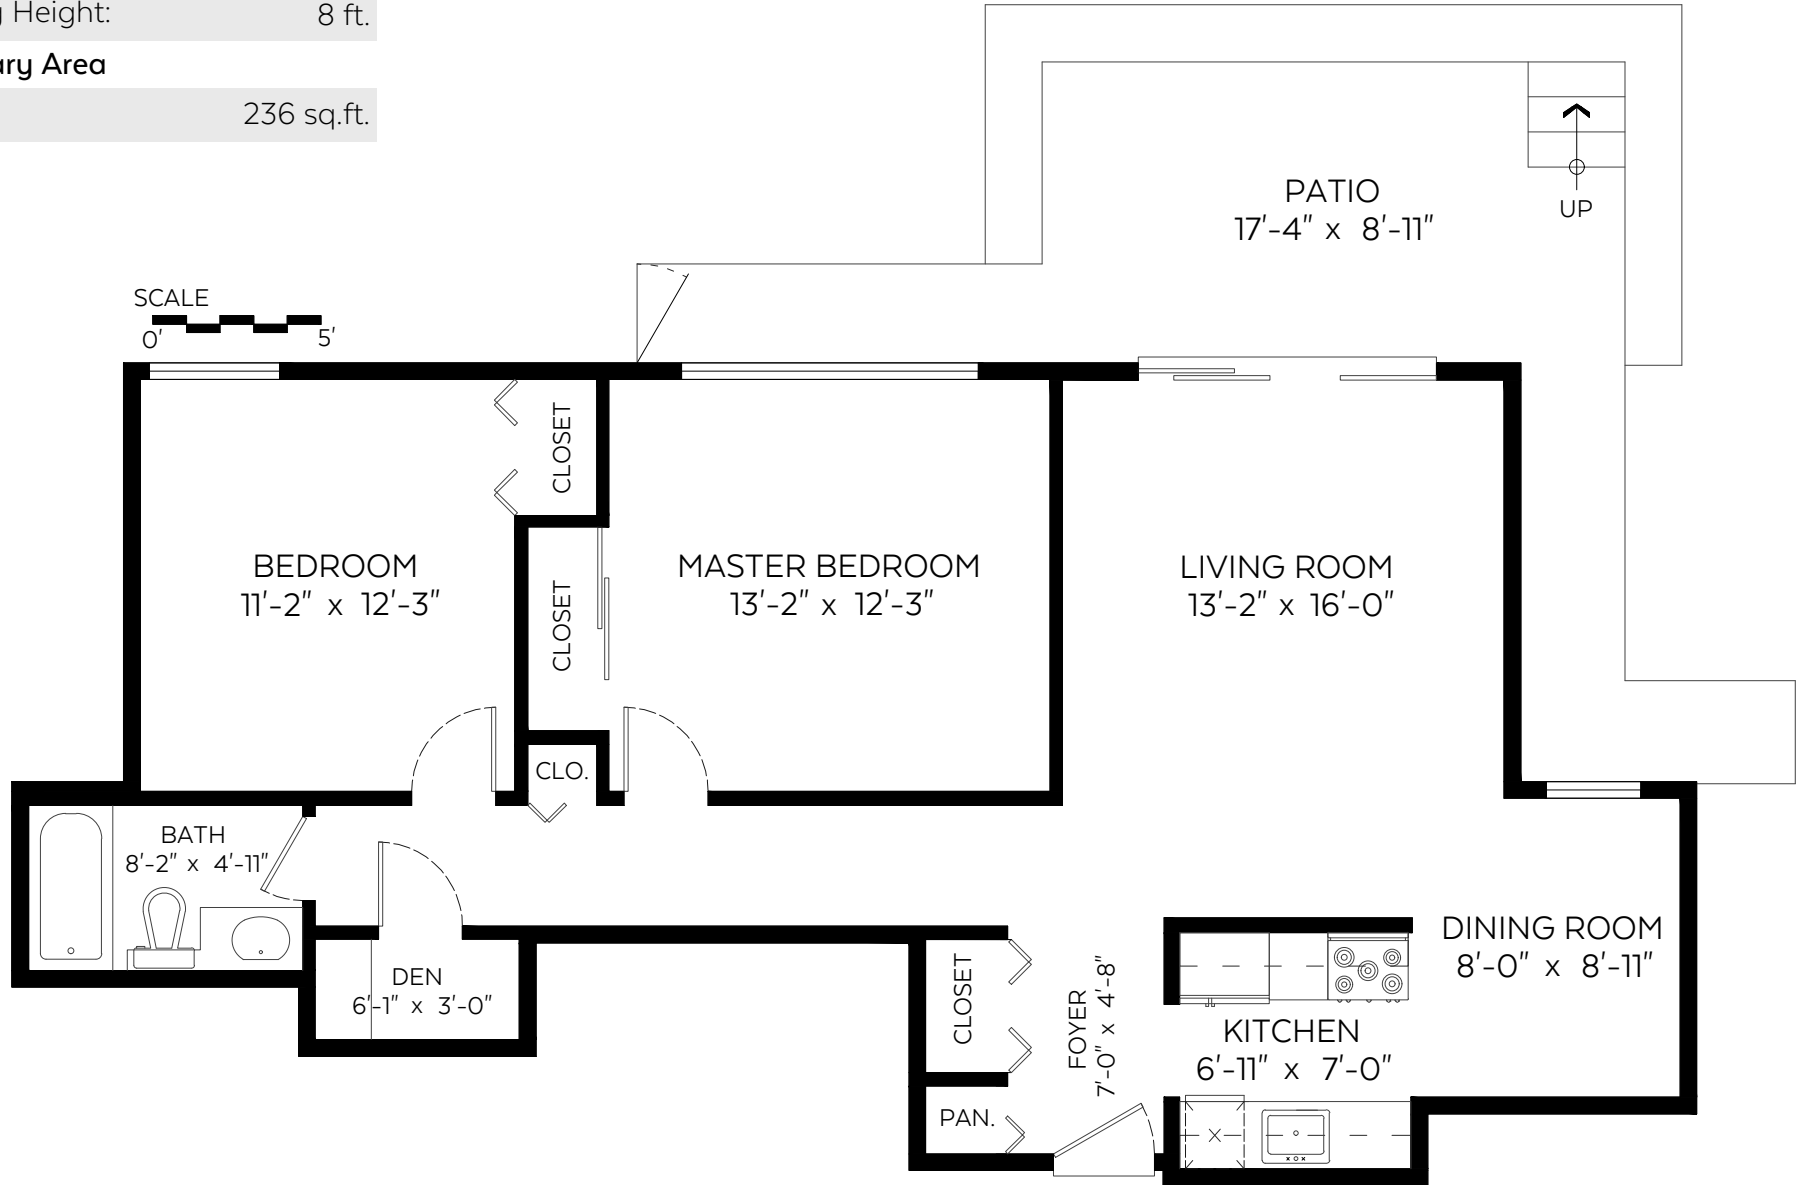 Height:
8 ft.
Area
236 sq.ft.
PATIO
17'-4" x 8'-11"
UP
SCALE
0' 5'
CLOSET
BEDROOM
11'-2" x 12'-3"
CLOSET
MASTER BEDROOM
13'-2" x 12'-3"
LIVING ROOM
13'-2" x 16'-0"
CLO.
BATH
8'-2" x 4'-11"
DEN
6'-1" x 3'-0"
CLOSET
FOYER
7'-0" x 4'-8"
DINING ROOM
8'-0" x 8'-11"
KITCHEN
6'-11" x 7'-0"
PAN.